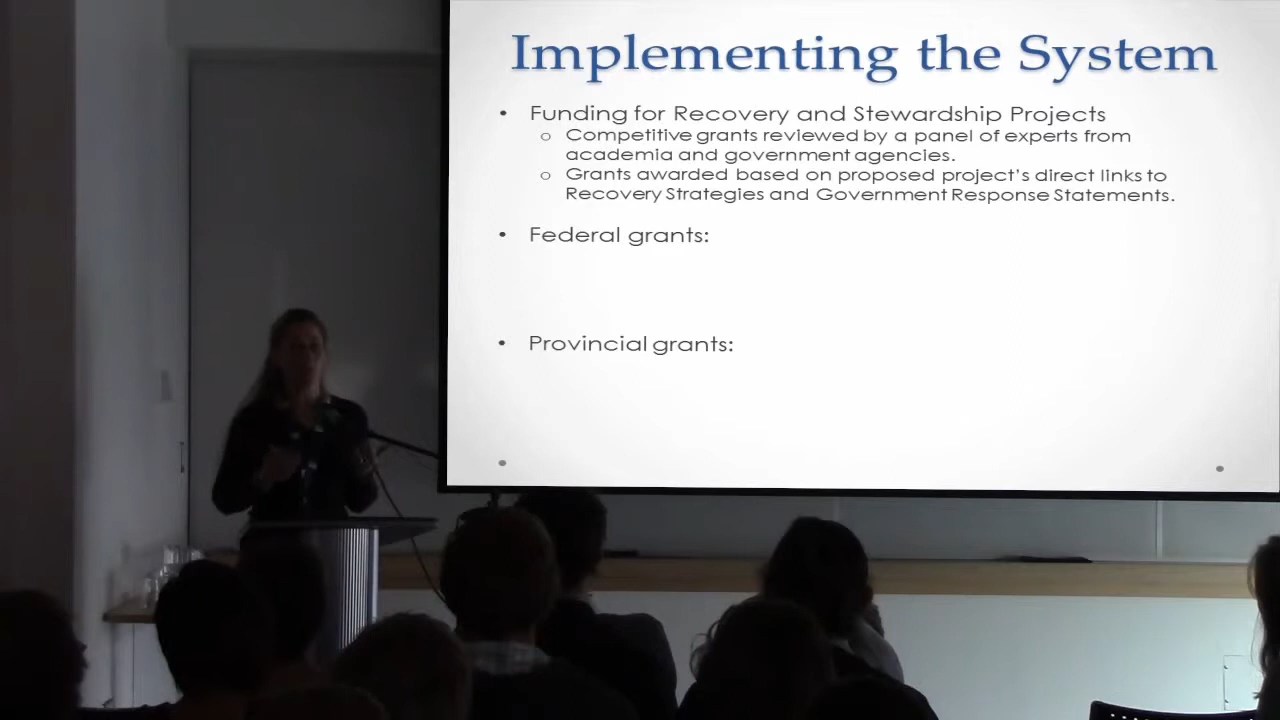 Implementing the System
• Funding for Recovery and Stewardship Projects
o Competitive grants reviewed by a panel of experts from
academia and government agencies.
o Grants awarded based on proposed project's direct links to
Recovery Strategies and Government Response Statements.
• Federal grants:
• Provincial grants: